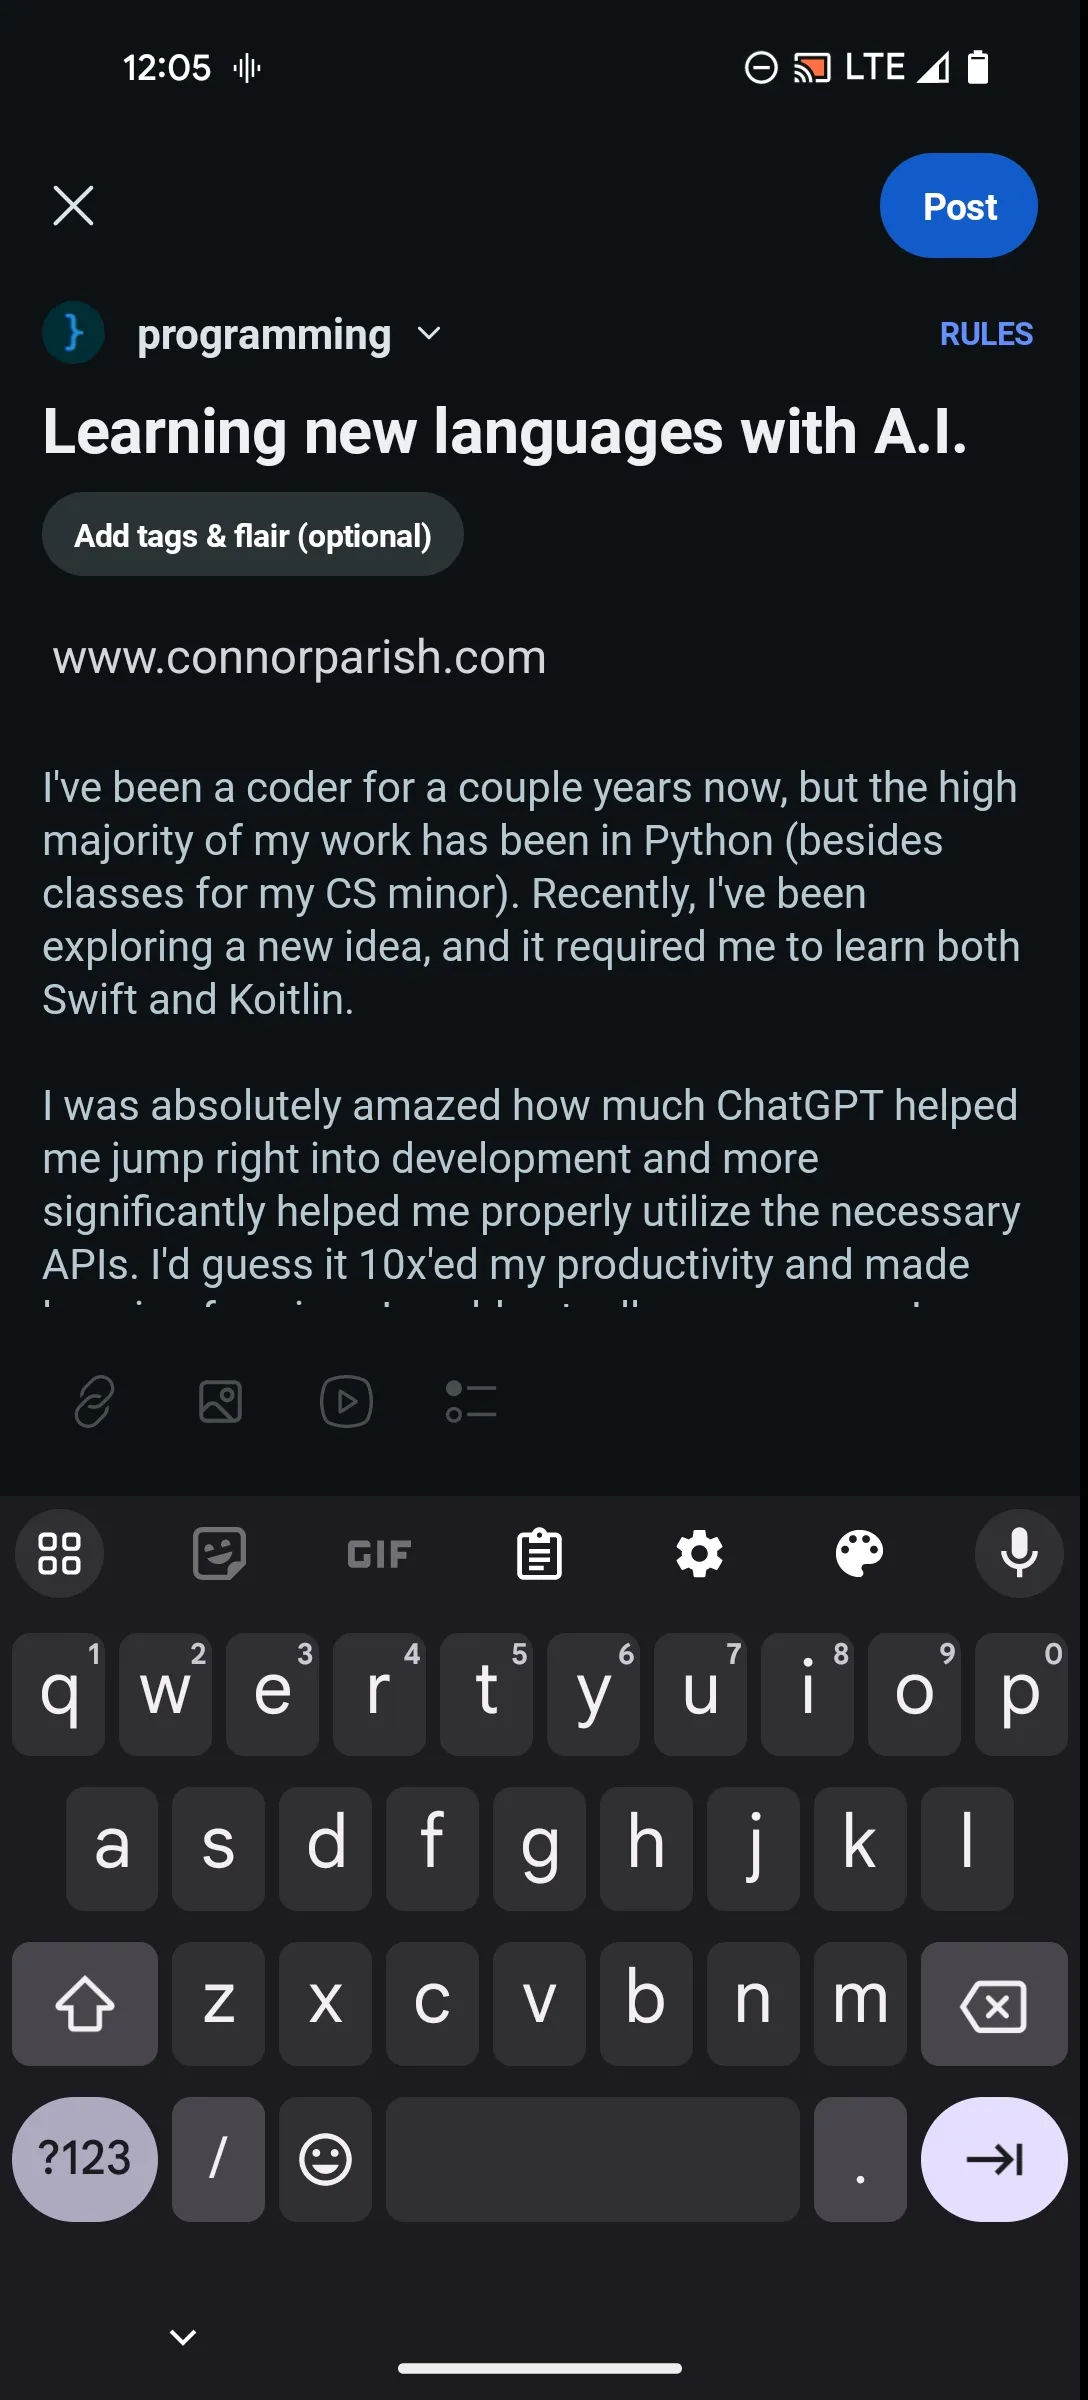 12:05 LTE
Post
programming RULES
Learning new languages with A.I.
Add tags & flair (optional)
www.connorparish.com
I've been a coder for a couple years now, but the high
majority of my work has been in Python (besides
classes for my CS minor). Recently, I've been
exploring a new idea, and it required me to learn both
Swift and Koitlin.
I was absolutely amazed how much ChatGPT helped
me jump right into development and more
significantly helped me properly utilize the necessary
APIs. I'd guess it 10x'ed my productivity and made
GIF
1 2 3 4 5 6 7 8 9 0
q w e r t y u i o p
a s d f g h j k l
z x c v b n m
?123 / .